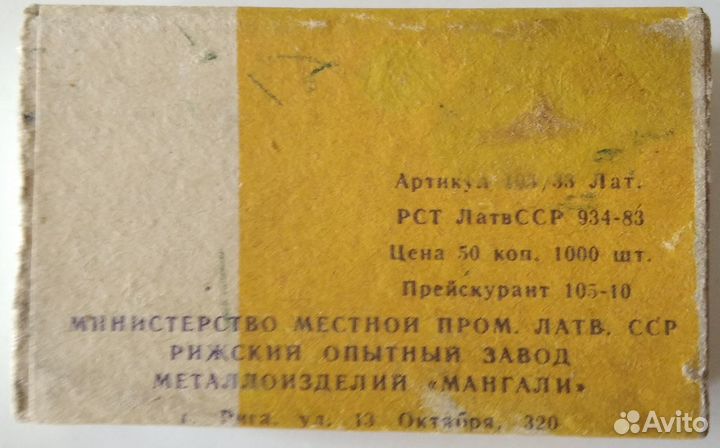 Артикул 103/33 Лат.
РСТ ЛатвССР 934-83
Цена 50 коп. 1000 шт.
Прейскурант 105-10
МИНИСТЕРСТВО МЕСТНОЙ ПРОМ. ЛАТВ. ССР
РИЖСКИЙ ОПЫТНЫЙ ЗАВОД
МЕТАЛЛОИЗДЕЛИЙ «МАНГАЛИ»
г. Рига, ул. 13 Октября, 320
Avito